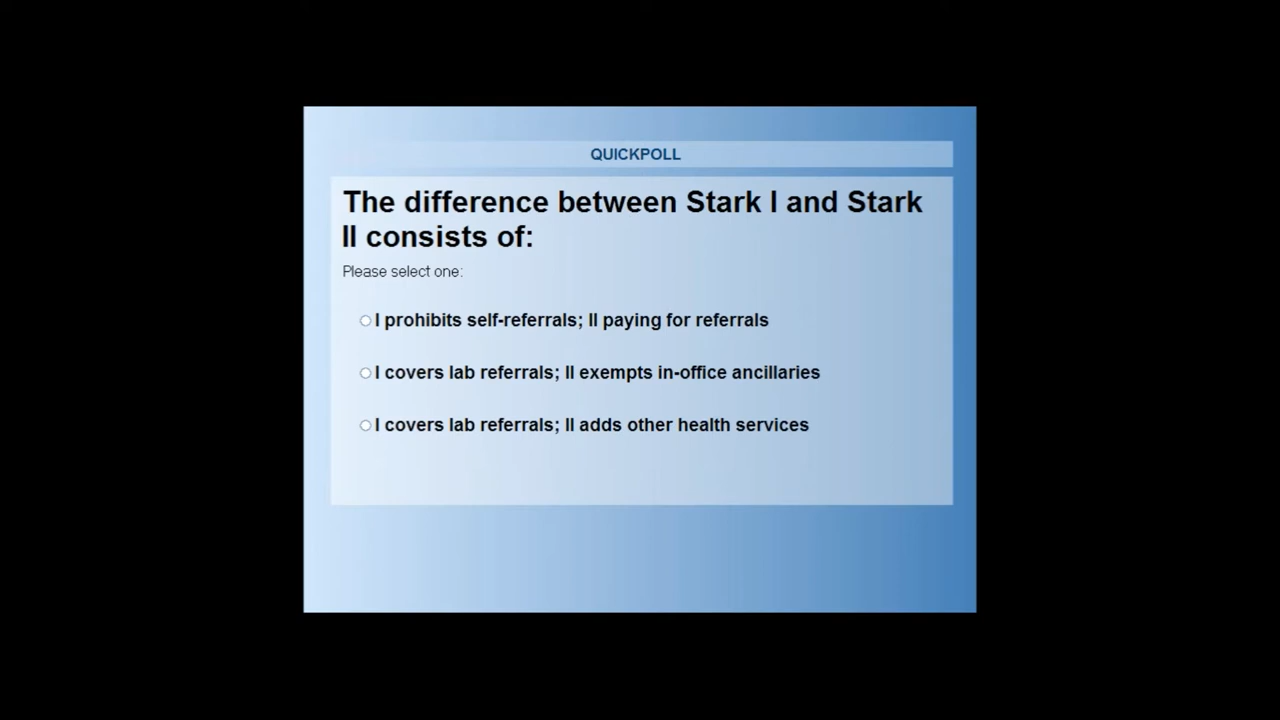 QUICKPOLL
The difference between Stark I and Stark
II consists of:
Please select one:
I prohibits self-referrals; II paying for referrals
I covers lab referrals; II exempts in-office ancillaries
I covers lab referrals; II adds other health services